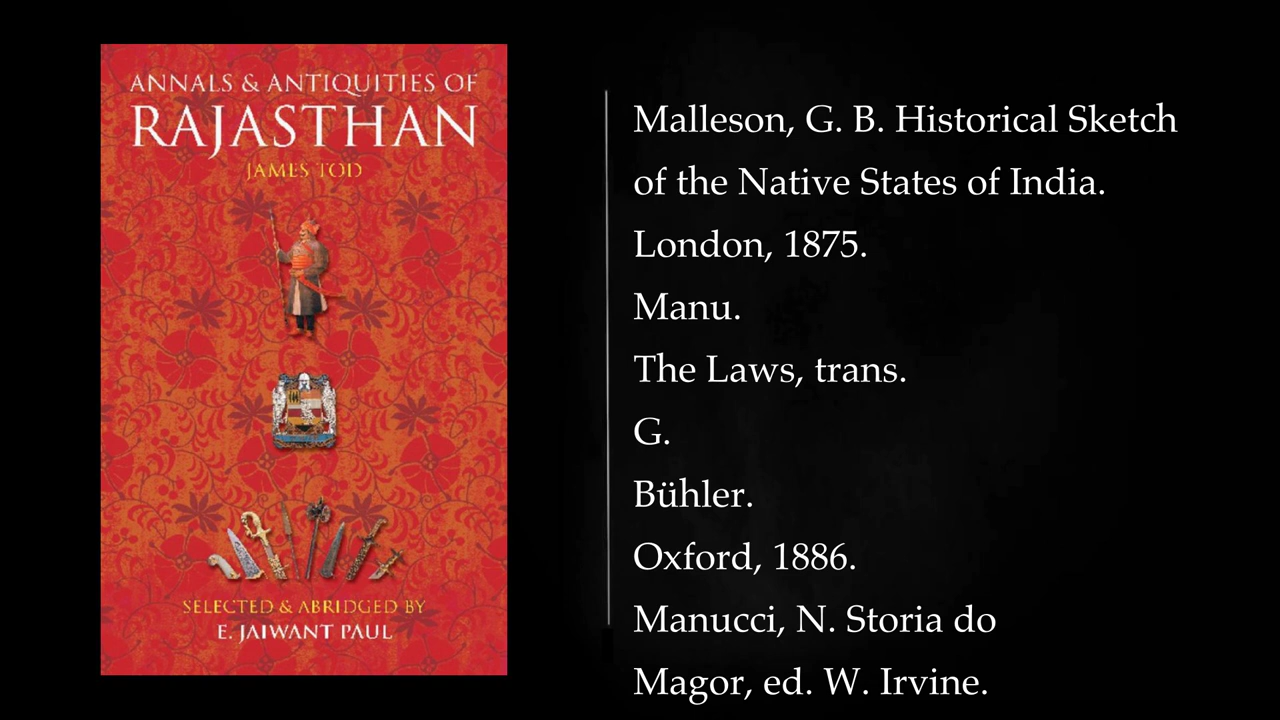 ANNALS & ANTIQUITIES OF
RAJASTHAN
JAMES TOD
SELECTED & ABRIDGED BY
E. JAIWANT PAUL
Malleson, G. B. Historical Sketch
of the Native States of India.
London, 1875.
Manu.
The Laws, trans.
G.
Bühler.
Oxford, 1886.
Manucci, N. Storia do
Magor, ed. W. Irvine.